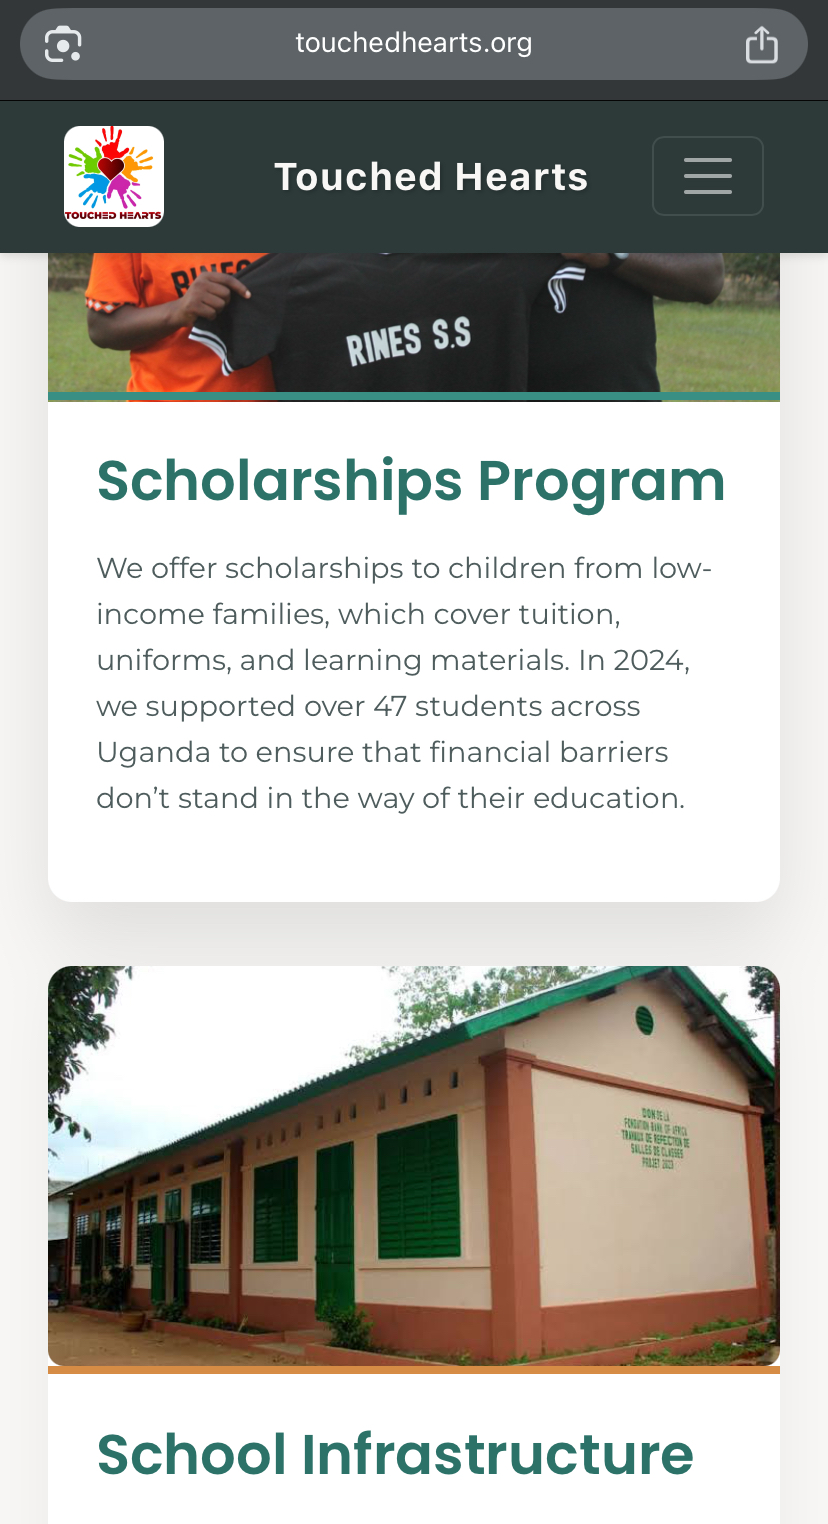 touchedhearts.org
TOUCHED HEARTS
Touched Hearts
RINES S.S
Scholarships Program
We offer scholarships to children from low-
income families, which cover tuition,
uniforms, and learning materials. In 2024,
we supported over 47 students across
Uganda to ensure that financial barriers
don’t stand in the way of their education.
DON DE LA
FONDATION BANK OF AFRICA
TRAVAUX DE REFECTION DE
SALLES DE CLASSES
PROJET 2023
School Infrastructure